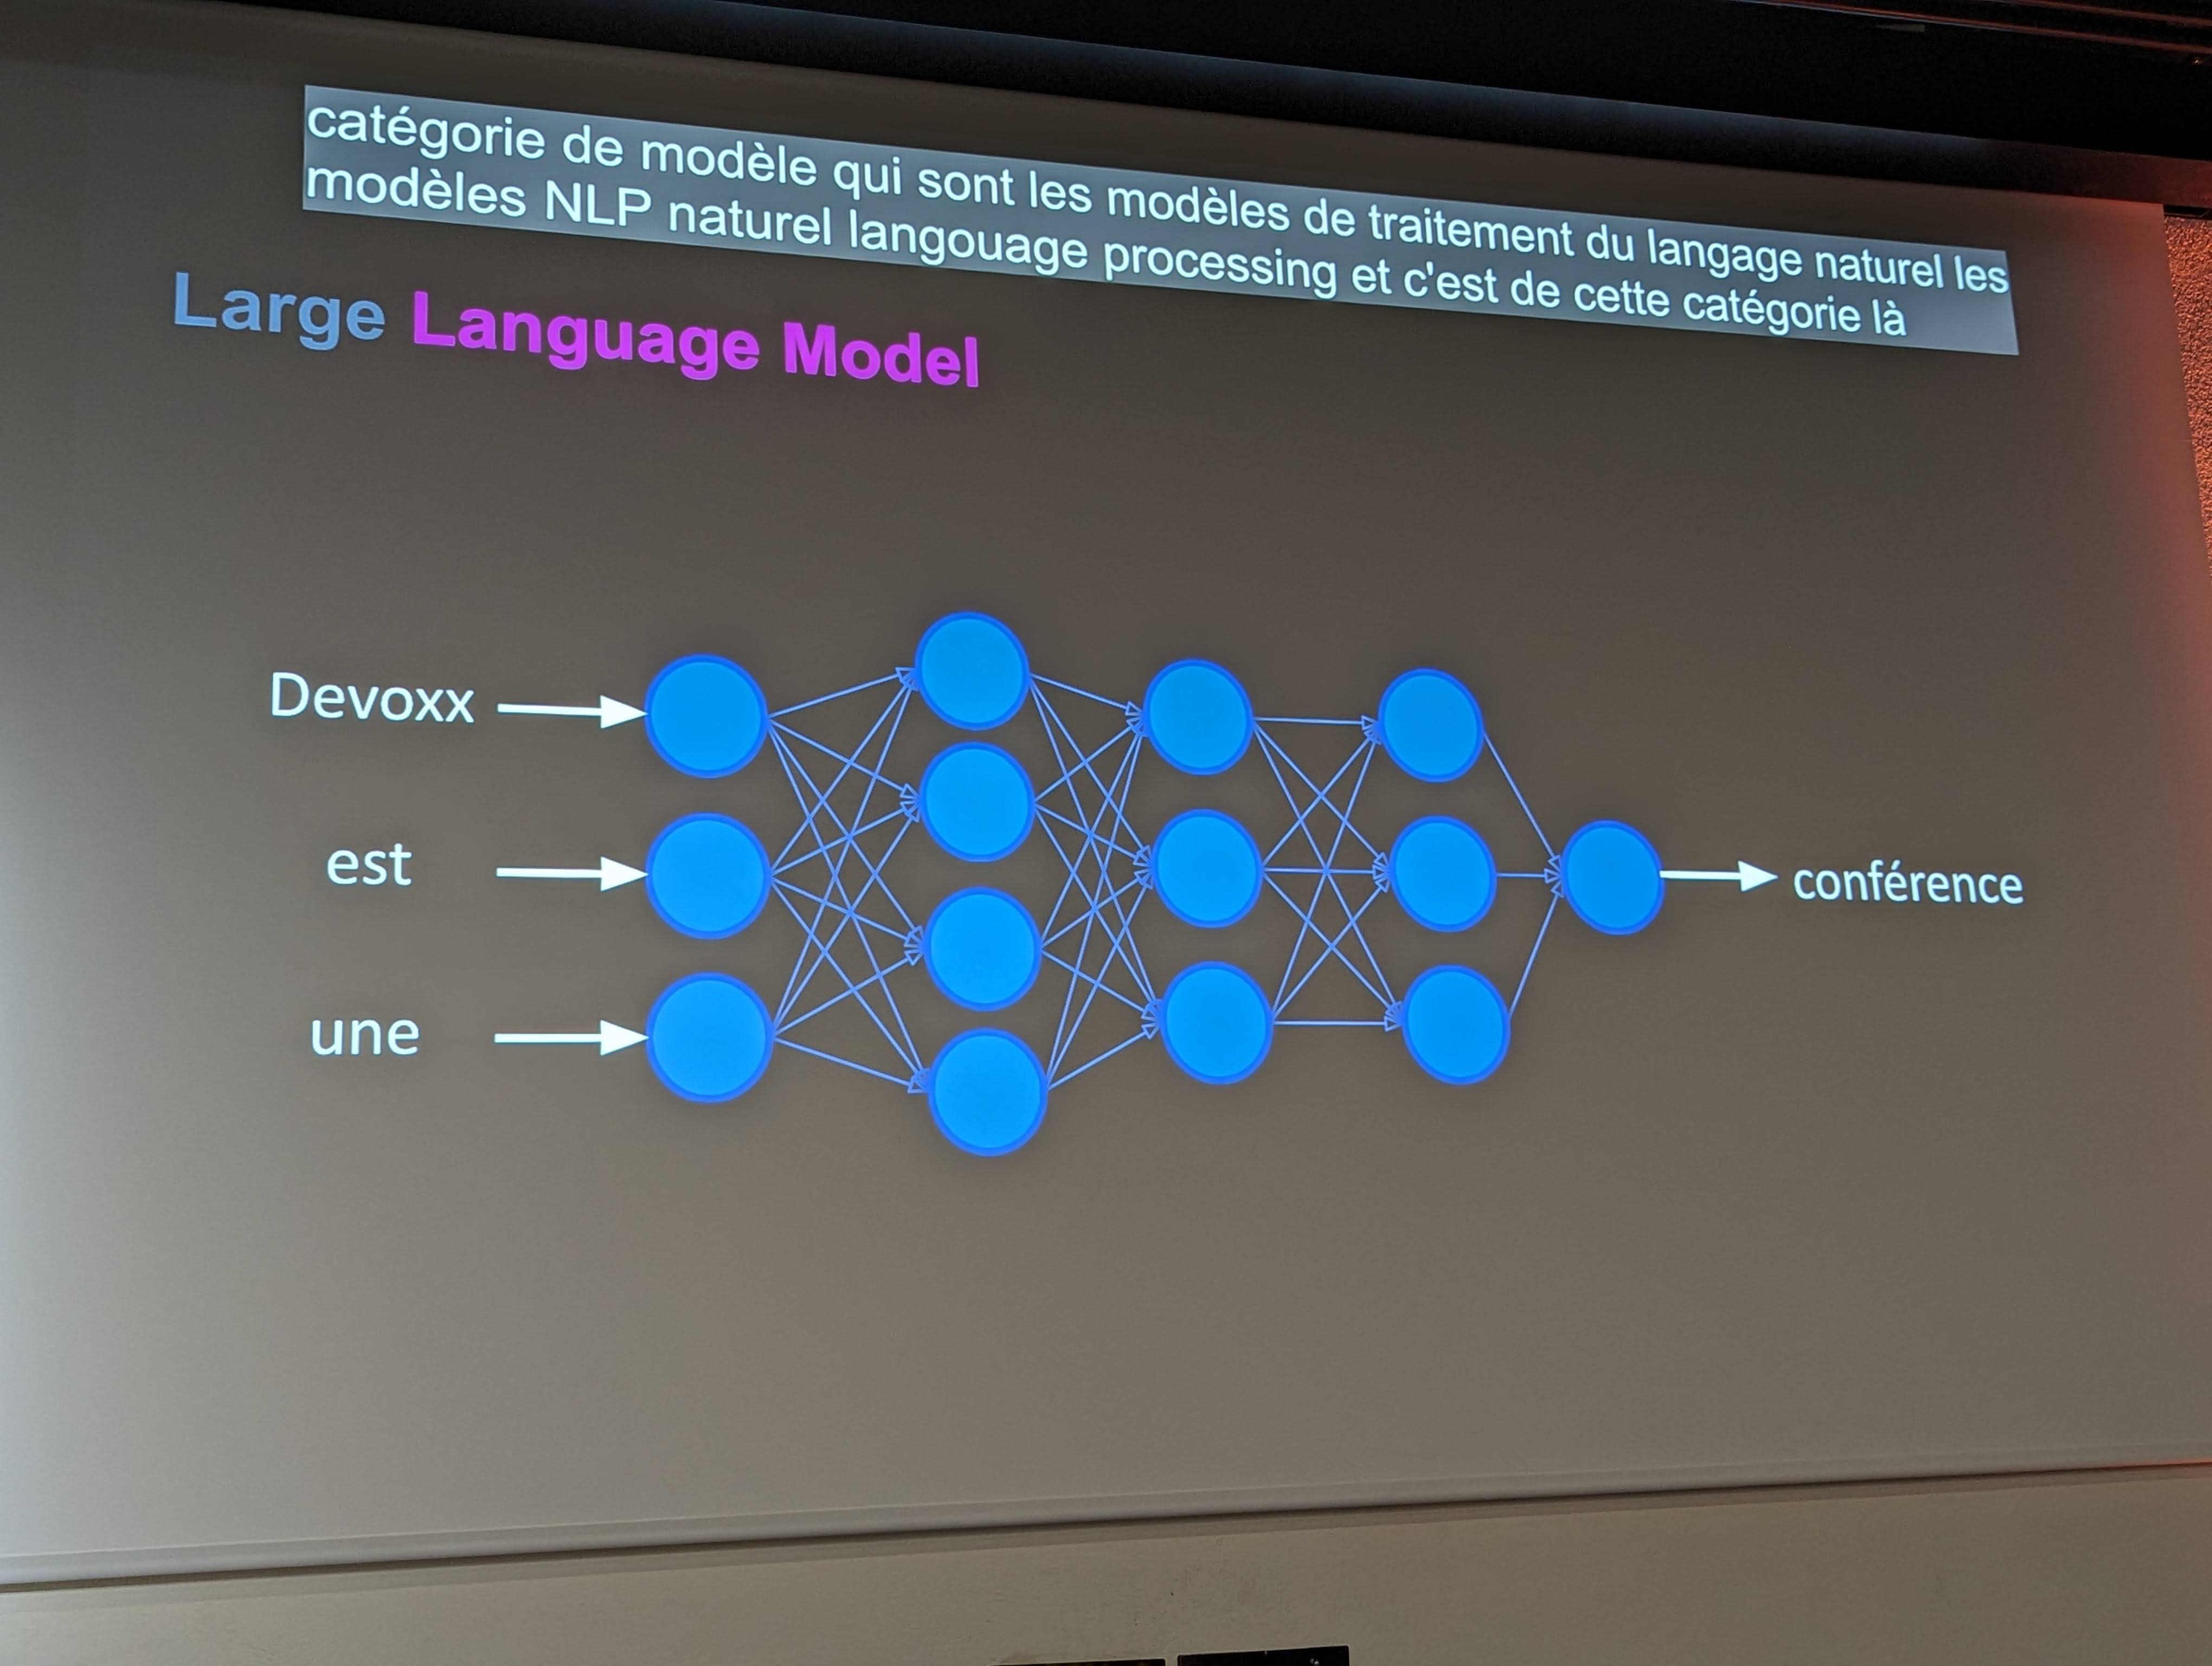 catégorie de modèle qui sont les modèles de traitement du langage naturel les
modèles NLP naturel langouage processing et c'est de cette catégorie là
Large Language Model
Devoxx
est
une
conférence